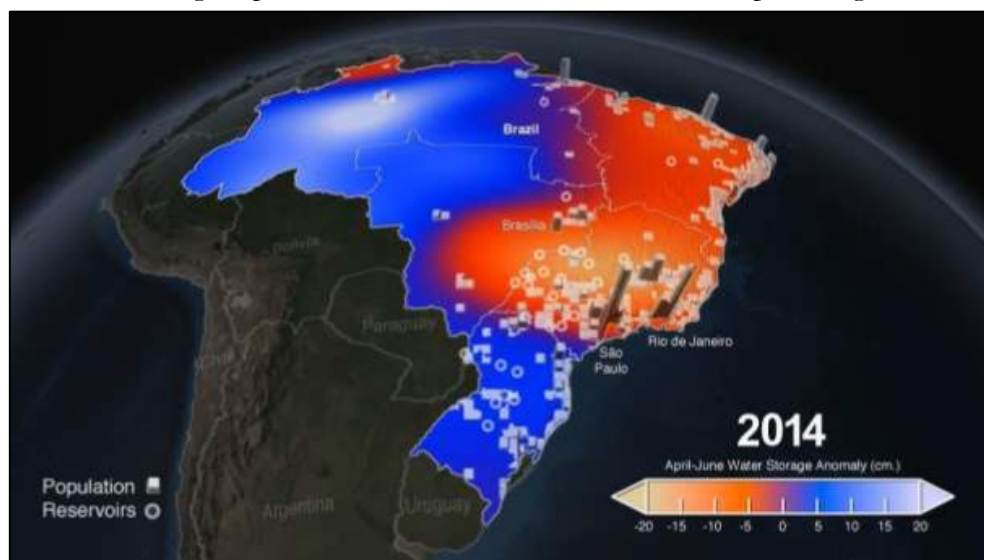 Brazil
Bolivia
Brasília
Paraguay
São
Paulo
Rio de Janeiro
2014
April-June Water Storage Anomaly (cm.)
-20 -15 -10 -5 0 5 10 15 20
Population
Reservoirs
Argentina
Uruguay